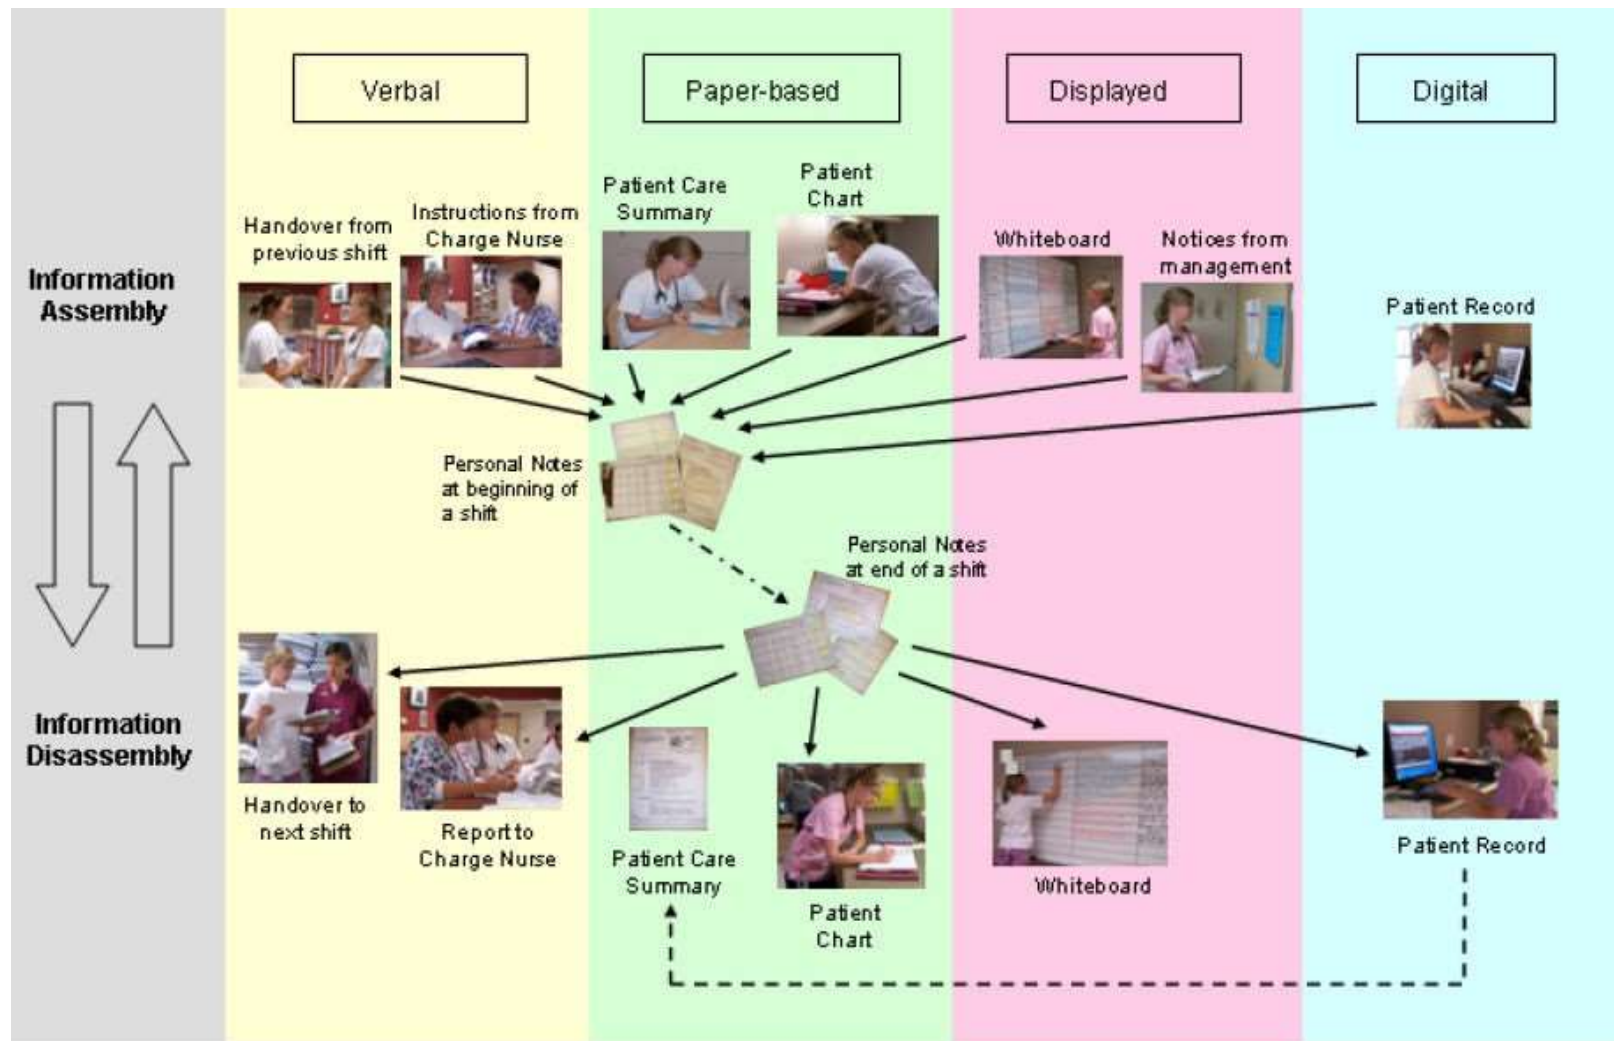 Verbal
Paper-based
Displayed
Digital
Handover from
previous shift
Instructions from
Charge Nurse
Patient Care
Summary
Patient
Chart
Whiteboard
Notices from
management
Patient Record
Information
Assembly
Personal Notes
at beginning of
a shift
Personal Notes
at end of a shift
Information
Disassembly
Handover to
next shift
Report to
Charge Nurse
Patient Care
Summary
Patient
Chart
Whiteboard
Patient Record